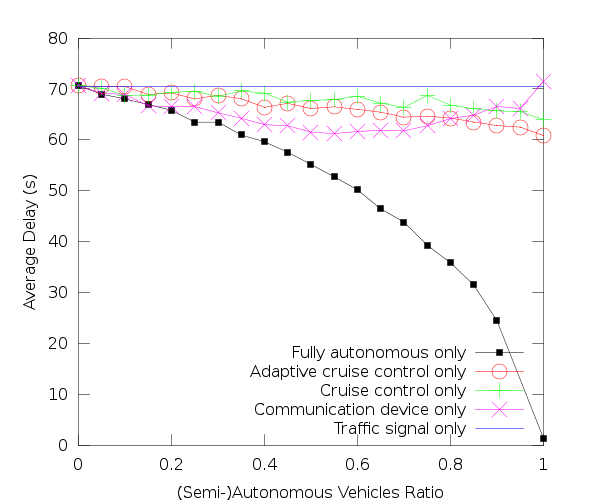 80
70
60
50
40
30
20
10
0
Average Delay (s)
Fully autonomous only
Adaptive cruise control only
Cruise control only
Communication device only
Traffic signal only
0 0.2 0.4 0.6 0.8 1
(Semi-)Autonomous Vehicles Ratio